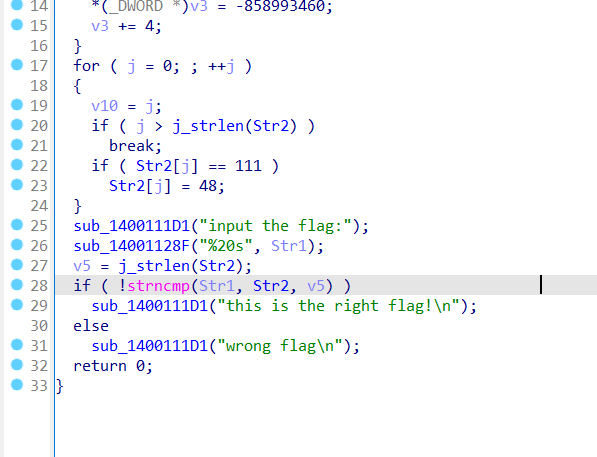 14 *(_DWORD *)v3 = -858993460;
15 v3 += 4;
16 }
17 for ( j = 0; ; ++j )
18 {
19 v10 = j;
20 if ( j > j_strlen(Str2) )
21 break;
22 if ( Str2[j] == 111 )
23 Str2[j] = 48;
24 }
25 sub_1400111D1("input the flag:");
26 sub_14001128F("%20s", Str1);
27 v5 = j_strlen(Str2);
28 if ( !strncmp(Str1, Str2, v5) )
29 sub_1400111D1("this is the right flag!\n");
30 else
31 sub_1400111D1("wrong flag\n");
32 return 0;
33 }